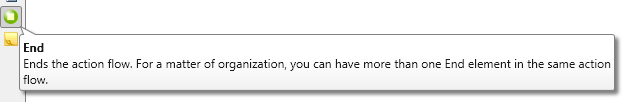 End
Ends the action flow. For a matter of organization, you can have more than one End element in the same action
flow.